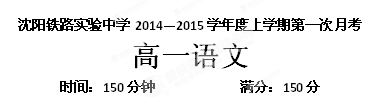 沈阳铁路实验中学 2014—2015 学年度上学期第一次月考
高一语文
时间：150 分钟 满分：150 分